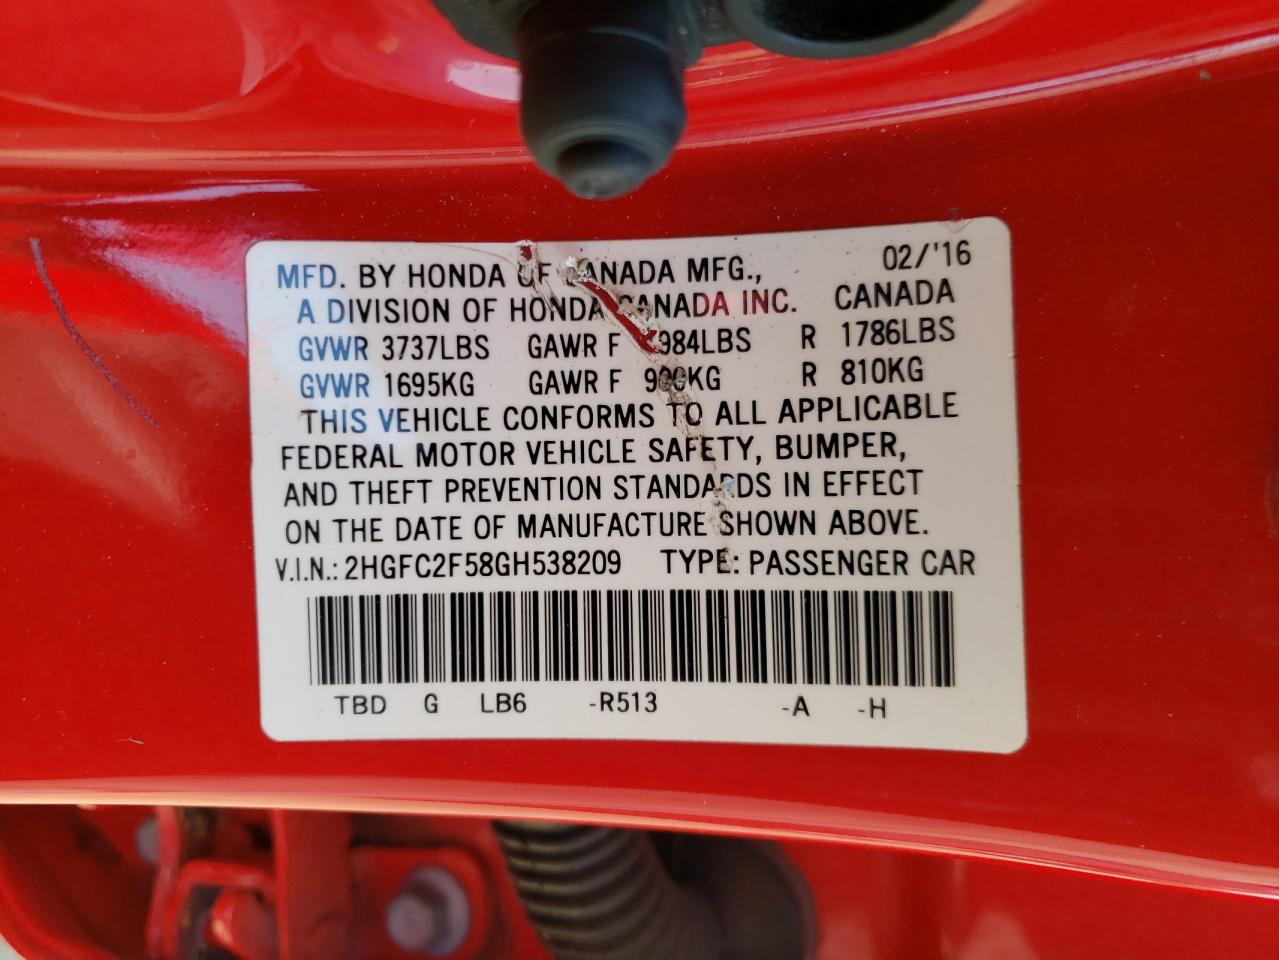 MFD. BY HONDA OF CANADA MFG., 02/'16
A DIVISION OF HONDA CANADA INC. CANADA
GVWR 3737LBS GAWR F 984LBS R 1786LBS
GVWR 1695KG GAWR F 900KG R 810KG
THIS VEHICLE CONFORMS TO ALL APPLICABLE
FEDERAL MOTOR VEHICLE SAFETY, BUMPER,
AND THEFT PREVENTION STANDARDS IN EFFECT
ON THE DATE OF MANUFACTURE SHOWN ABOVE.
V.I.N.: 2HGFC2F58GH538209 TYPE: PASSENGER CAR
TBD G LB6 -R513 -A -H